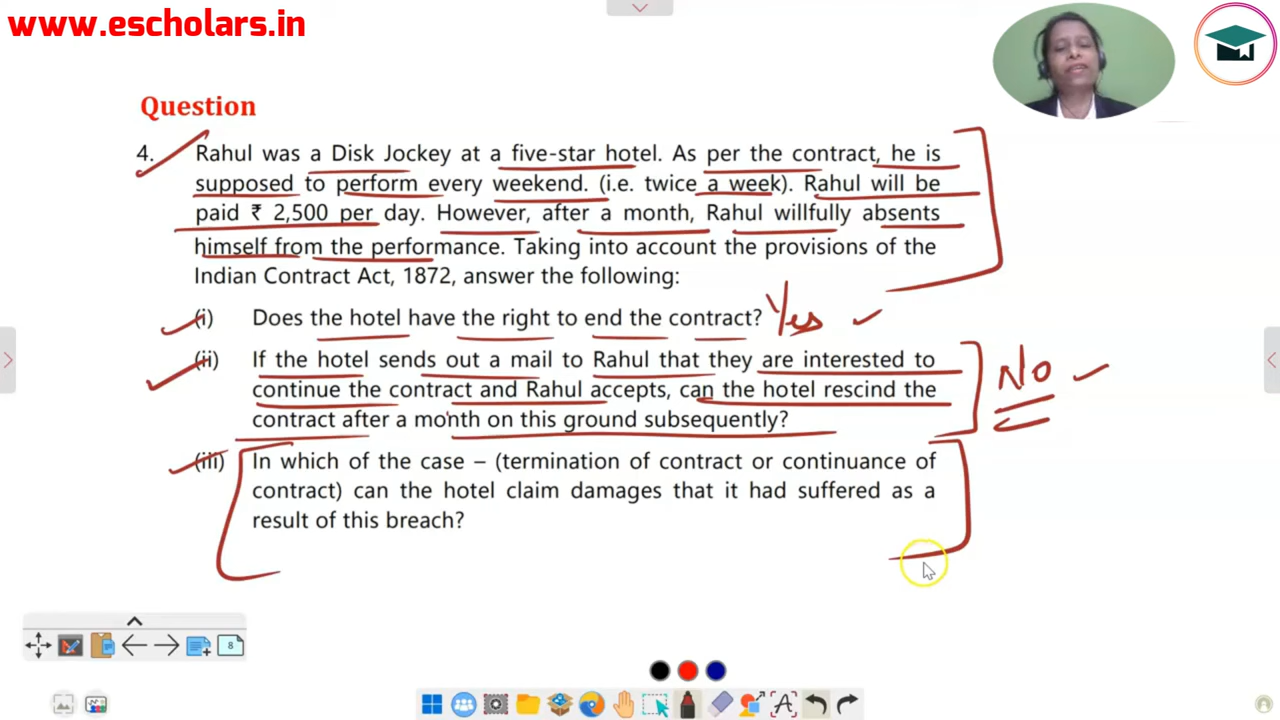 www.escholars.in
Question
4. Rahul was a Disk Jockey at a five-star hotel. As per the contract, he is
supposed to perform every weekend. (i.e. twice a week). Rahul will be
paid ₹ 2,500 per day. However, after a month, Rahul willfully absents
himself from the performance. Taking into account the provisions of the
Indian Contract Act, 1872, answer the following:
(i) Does the hotel have the right to end the contract? Yes
(ii) If the hotel sends out a mail to Rahul that they are interested to
continue the contract and Rahul accepts, can the hotel rescind the
contract after a month on this ground subsequently?
No
(iii) In which of the case – (termination of contract or continuance of
contract) can the hotel claim damages that it had suffered as a
result of this breach?
8